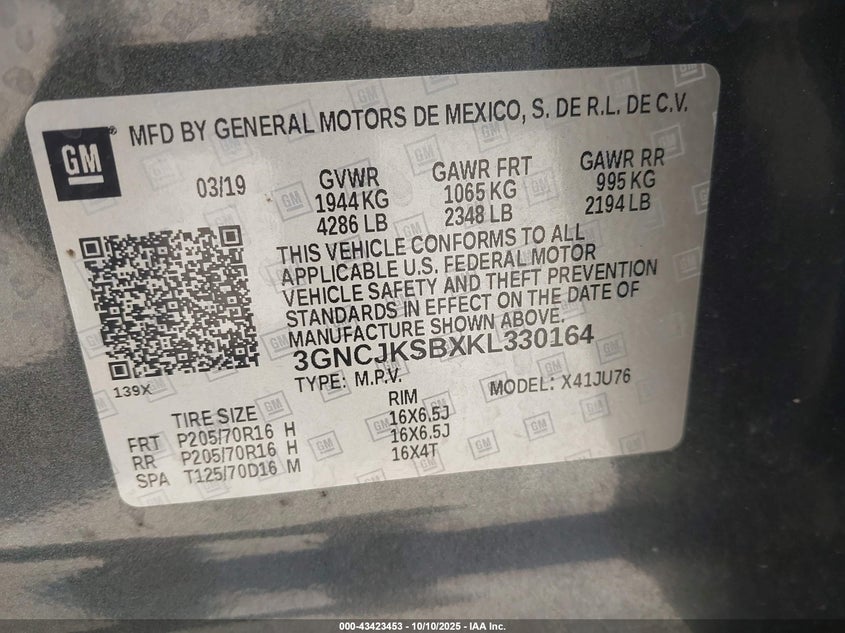 GM
MFD BY GENERAL MOTORS DE MEXICO, S. DE R.L. DE C.V.
03/19
GVWR
1944 KG
4286 LB
GAWR FRT
1065 KG
2348 LB
GAWR RR
995 KG
2194 LB
THIS VEHICLE CONFORMS TO ALL
APPLICABLE U.S. FEDERAL MOTOR
VEHICLE SAFETY AND THEFT PREVENTION
STANDARDS IN EFFECT ON THE DATE OF
MANUFACTURE SHOWN ABOVE.
3GNCJKSBXKL330164
139X
TYPE: M.P.V.
MODEL: X41JU76
TIRE SIZE RIM
FRT P205/70R16 H 16X6.5J
RR P205/70R16 H 16X6.5J
SPA T125/70D16 M 16X4T
000-43423453 - 10/10/2025 - IAA Inc.